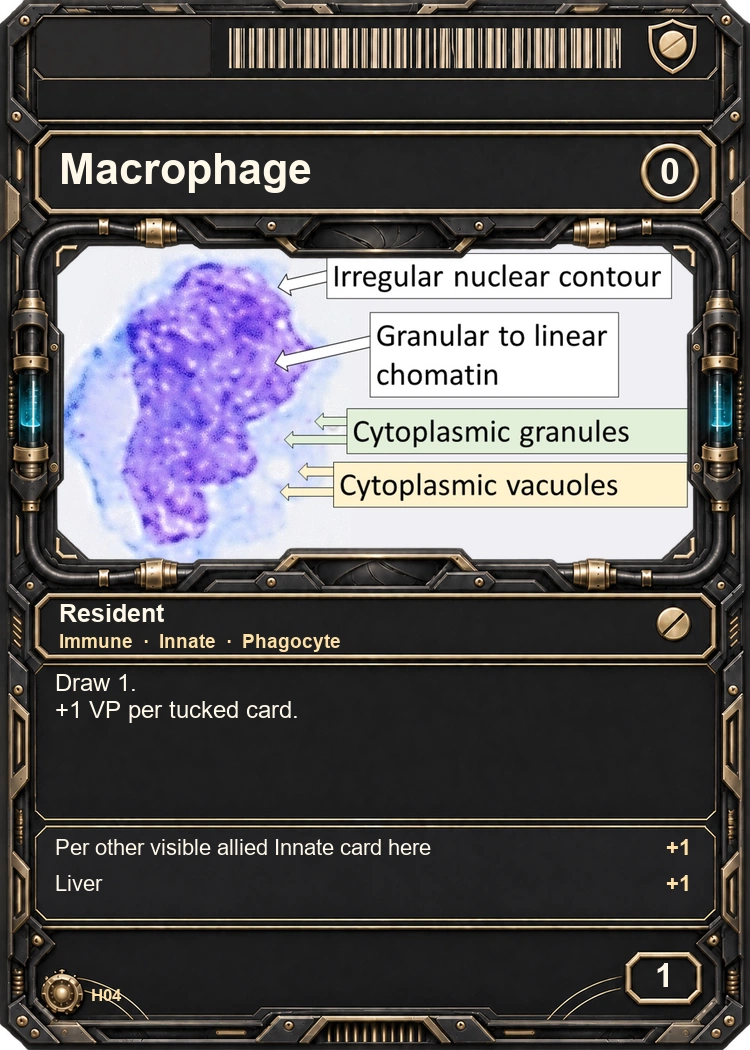 Macrophage
0
Irregular nuclear contour
Granular to linear
chomatin
Cytoplasmic granules
Cytoplasmic vacuoles
Resident
Immune · Innate · Phagocyte
Draw 1.
+1 VP per tucked card.
Per other visible allied Innate card here +1
Liver +1
H04
1